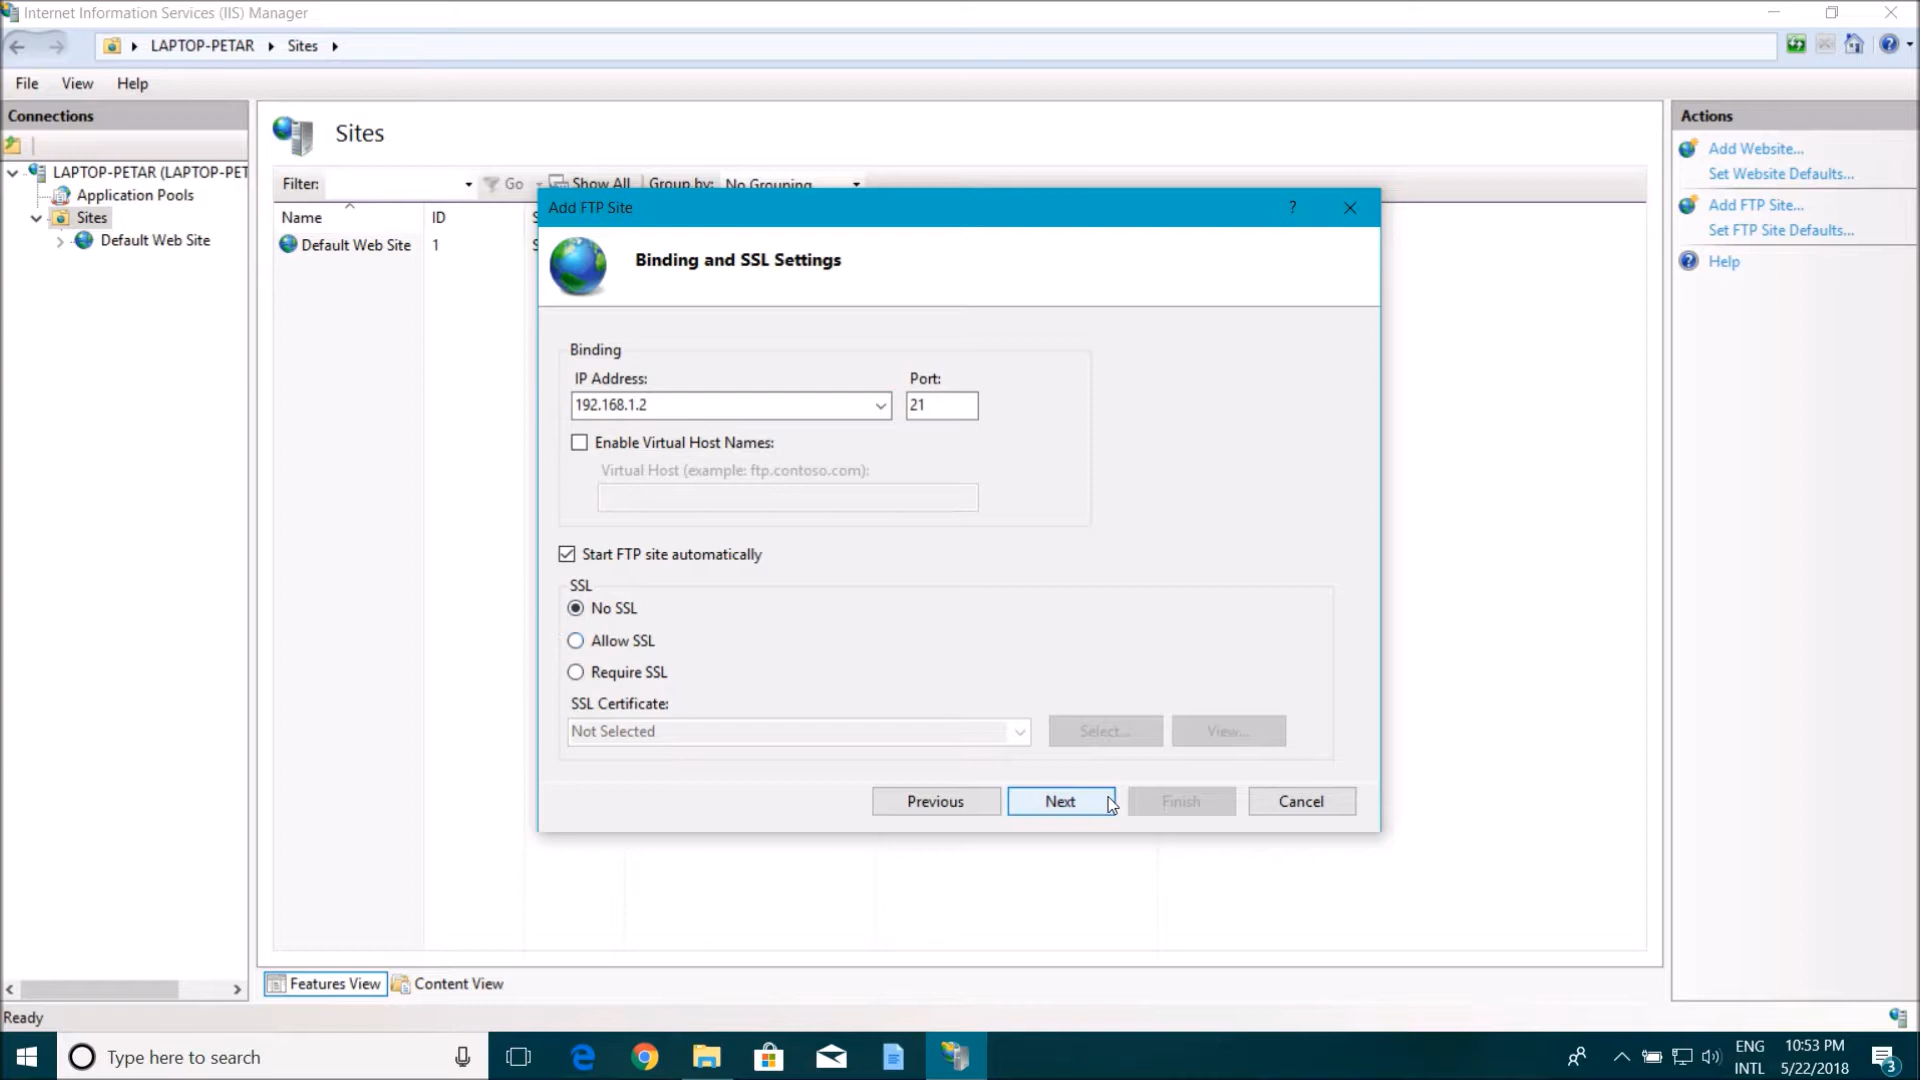 Internet Information Services (IIS) Manager
LAPTOP-PETAR Sites
File View Help
Connections
LAPTOP-PETAR (LAPTOP-PET
Application Pools
Sites
Default Web Site
Sites
Filter: Go Show All Group by: No Grouping
Name ID S
Default Web Site 1 S
Actions
Add Website...
Set Website Defaults...
Add FTP Site...
Set FTP Site Defaults...
Help
Add FTP Site ?
Binding and SSL Settings
Binding
IP Address: Port:
192.168.1.2 21
Enable Virtual Host Names:
Virtual Host (example: ftp.contoso.com):
Start FTP site automatically
SSL
No SSL
Allow SSL
Require SSL
SSL Certificate:
Not Selected Select... View...
Previous Next Finish Cancel
Features View Content View
Ready
Type here to search
ENG
INTL
10:53 PM
5/22/2018
3